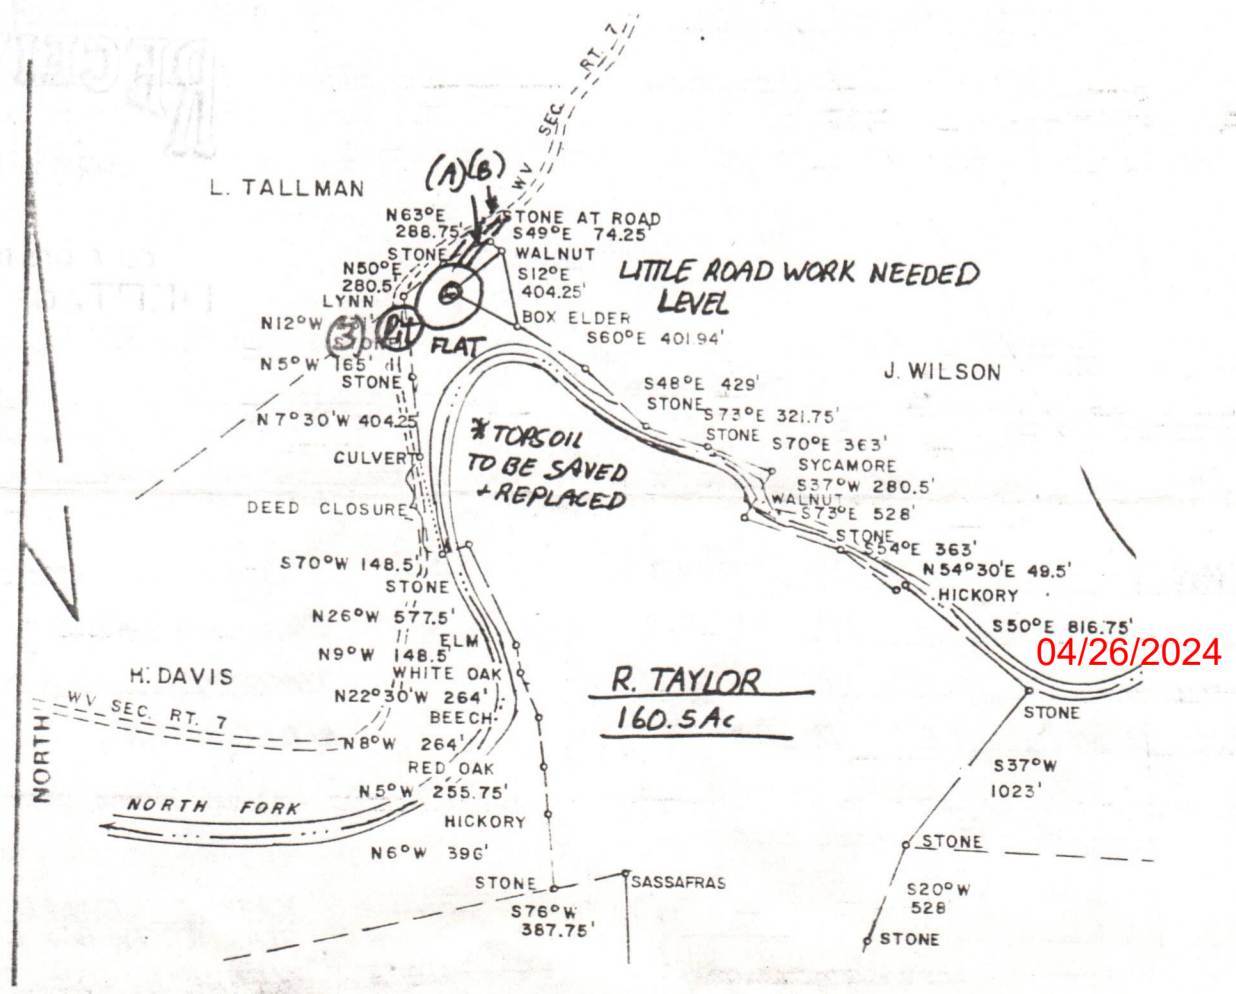 RT. 7
SEC
WV
(A) (B)
L. TALLMAN
N63°E
288.75'
STONE AT ROAD
S49°E 74.25'
STONE
WALNUT
N50°E
280.5'
S12°E
404.25'
LITTLE ROAD WORK NEEDED
LEVEL
LYNN
BOX ELDER
N12°W
(3)
Pit
S60°E 401.94'
FLAT
STONE
N5°W 165'
STONE
J. WILSON
S48°E 429'
STONE
S73°E 321.75'
STONE
N7°30'W 404.25
S70°E 363'
* TOPSOIL
TO BE SAVED
+ REPLACED
CULVERT
SYCAMORE
S37°W 280.5'
WALNUT
S73°E 528'
DEED CLOSURE
STONE
S54°E 363'
S70°W 148.5'
STONE
N54°30'E 49.5'
HICKORY
N26°W 577.5'
S50°E 816.75'
ELM
N9°W 148.5'
04/26/2024
H. DAVIS
WHITE OAK
R. TAYLOR
160.5Ac
N22°30'W 264'
WV SEC. RT. 7
BEECH
STONE
N8°W 264'
NORTH
RED OAK
S37°W
1023'
N5°W 255.75'
NORTH FORK
HICKORY
STONE
N6°W 396'
STONE
SASSAFRAS
S20°W
528'
S76°W
387.75'
STONE